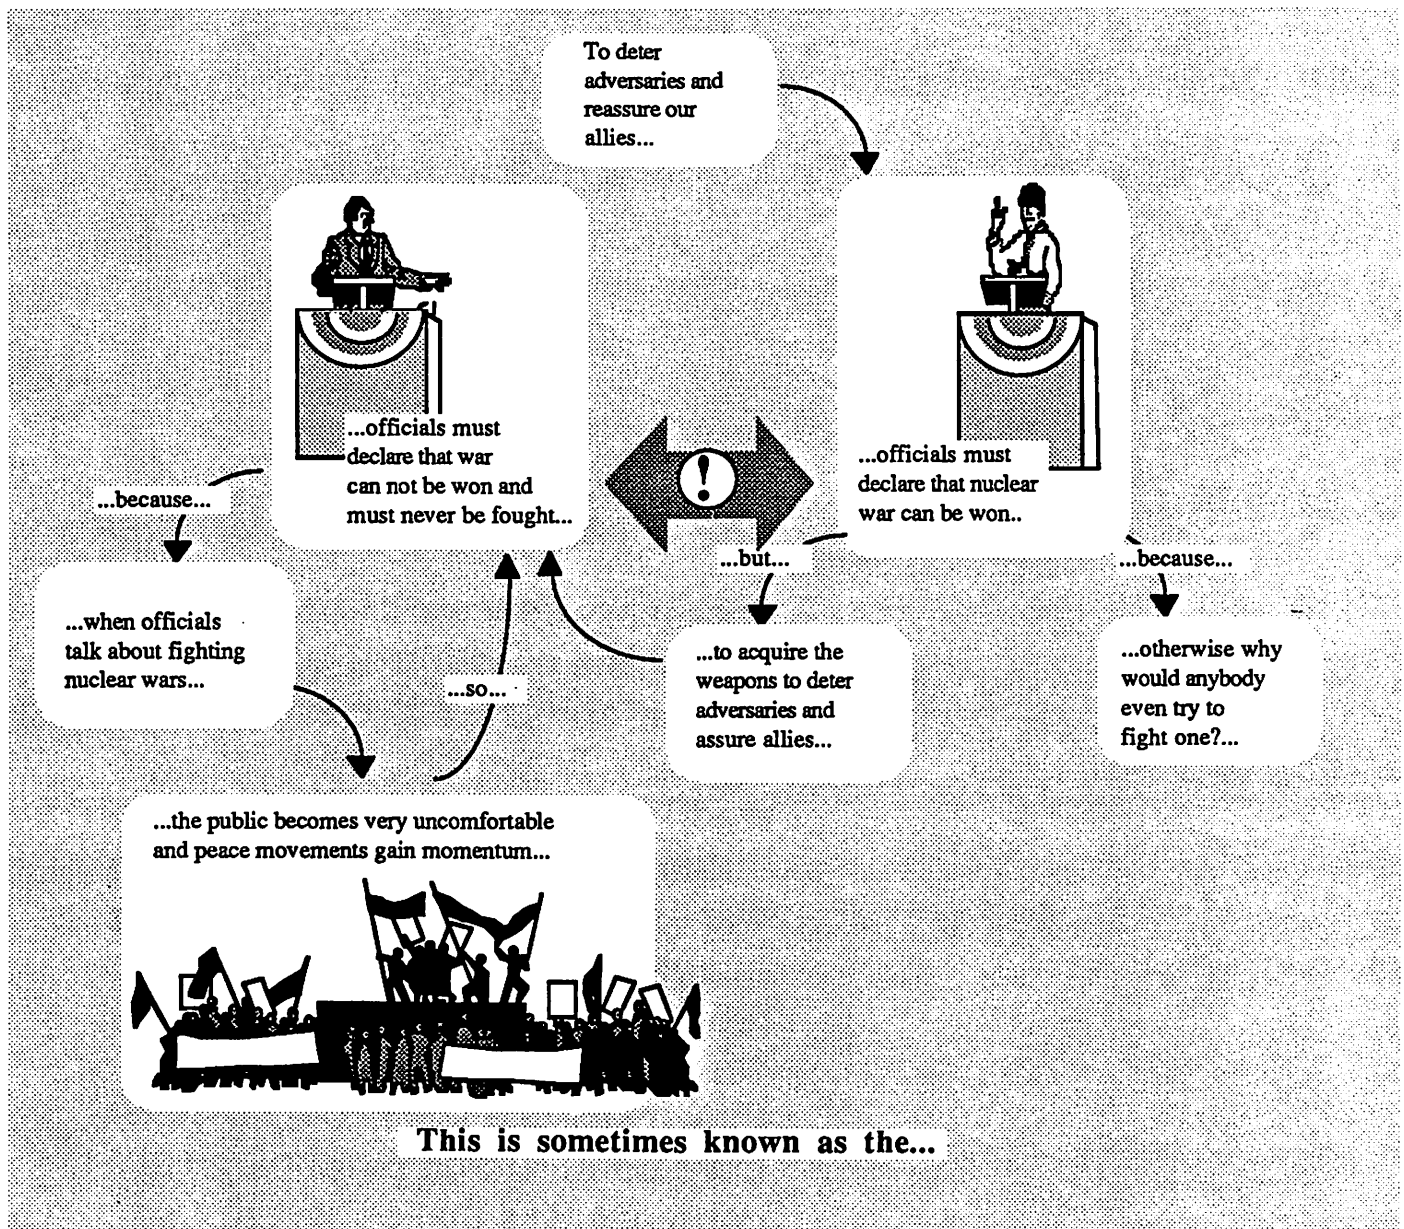 To deter
adversaries and
reassure our
allies...
...officials must
declare that war
can not be won and
must never be fought...
!
...officials must
declare that nuclear
war can be won..
...because...
...but...
...because...
...when officials
talk about fighting
nuclear wars...
...so...
...to acquire the
weapons to deter
adversaries and
assure allies...
...otherwise why
would anybody
even try to
fight one?...
...the public becomes very uncomfortable
and peace movements gain momentum...
This is sometimes known as the...